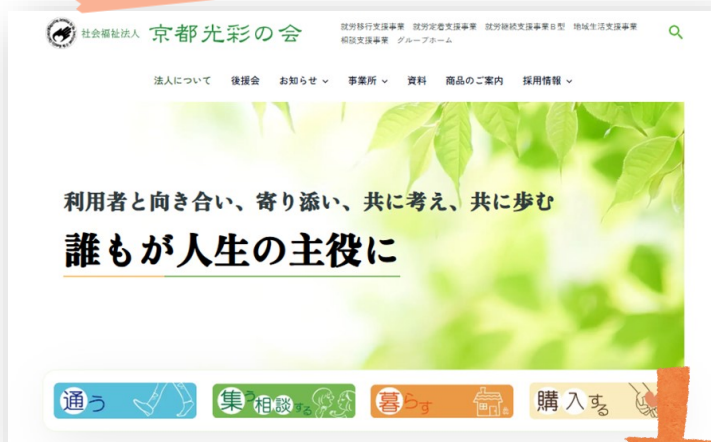 社会福祉法人 京都光彩の会
就労移行支援事業 就労定着支援事業 就労継続支援事業B型 地域生活支援事業
相談支援事業 グループホーム
法人について 後援会 お知らせ 事業所 資料 商品のご案内 採用情報
利用者と向き合い、寄り添い、共に考え、共に歩む
誰もが人生の主役に
通う 集う相談する 暮らす 購入する